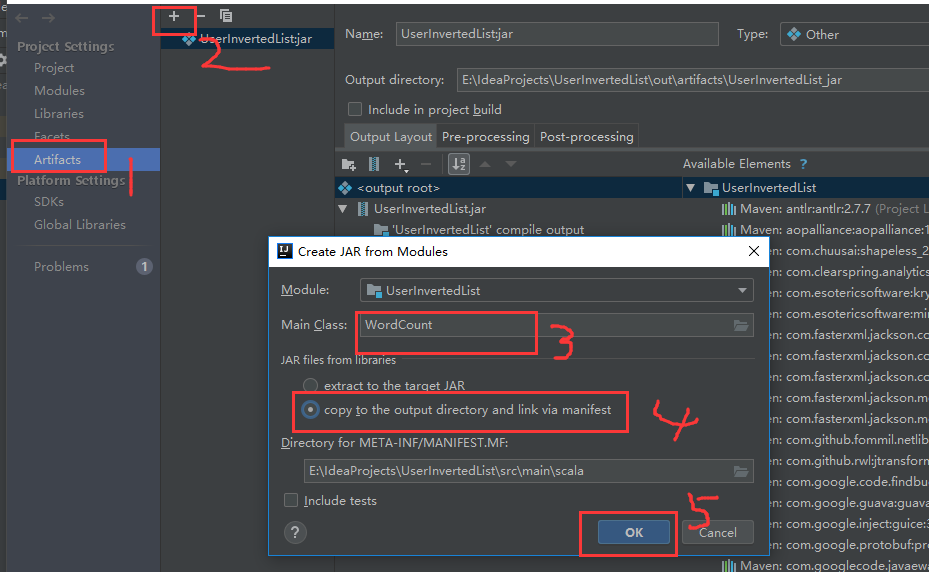 UserInvertedList:jar
Name: UserInvertedList:jar
Type: Other
Project Settings
Project
Modules
Libraries
Facets
Artifacts
Platform Settings
SDKs
Global Libraries
Problems 1
Output directory: E:\IdeaProjects\UserInvertedList\out\artifacts\UserInvertedList_jar
Include in project build
Output Layout Pre-processing Post-processing
Available Elements ?
<output root>
UserInvertedList.jar
'UserInvertedList' compile output
UserInvertedList
Maven: antlr:antlr:2.7.7 (Project L
Maven: aopalliance:aopalliance:1
en: com.chuusai:shapeless_2
en: com.clearspring.analytics
en: com.esotericsoftware:kry
en: com.esotericsoftware:min
en: com.fasterxml.jackson.co
en: com.fasterxml.jackson.co
en: com.fasterxml.jackson.co
en: com.fasterxml.jackson.m
en: com.fasterxml.jackson.m
en: com.github.fommil.netlib
en: com.github.rwl:jtransform
en: com.google.code.findbug
en: com.google.guava:guava
en: com.google.inject:guice:3
en: com.google.protobuf:pro
Maven: com.googlecode.javaew
Create JAR from Modules
Module: UserInvertedList
Main Class: WordCount
JAR files from libraries
extract to the target JAR
copy to the output directory and link via manifest
Directory for META-INF/MANIFEST.MF:
E:\IdeaProjects\UserInvertedList\src\main\scala
Include tests
?
OK
Cancel
1
2
3
4
5